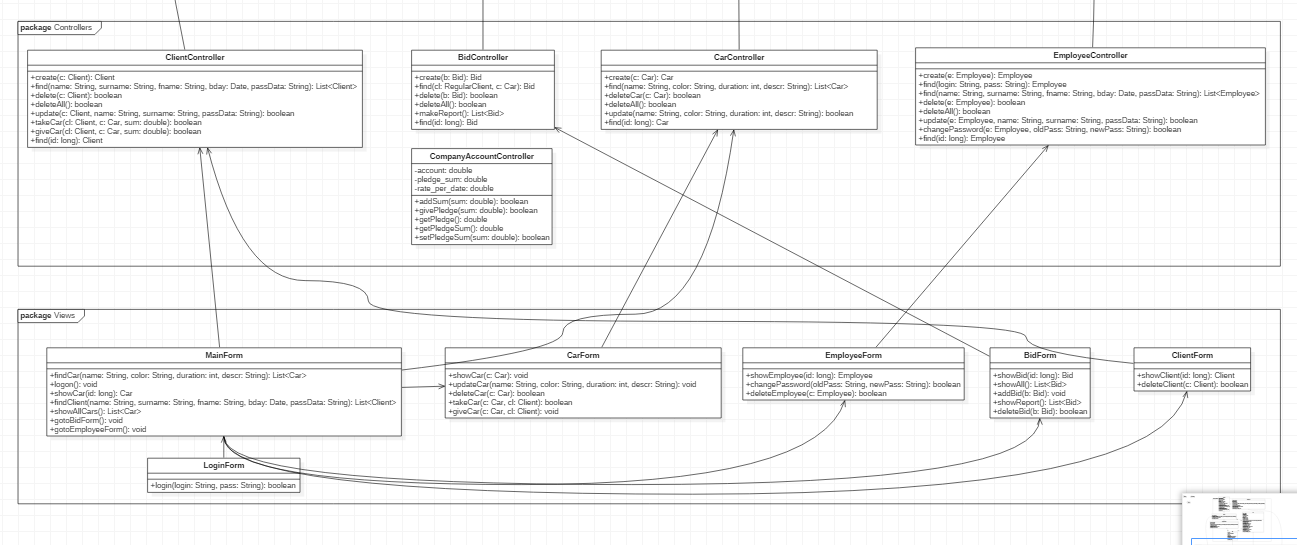 package Controllers
ClientController
+create(c: Client): Client
+find(name: String, surname: String, fname: String, bday: Date, passData: String): List<Client>
+delete(c: Client): boolean
+deleteAll(): boolean
+update(c: Client, name: String, surname: String, passData: String): boolean
+takeCar(cl: Client, c: Car, sum: double): boolean
+giveCar(cl: Client, c: Car, sum: double): boolean
+find(id: long): Client
BidController
+create(b: Bid): Bid
+find(cl: RegularClient, c: Car): Bid
+delete(b: Bid): boolean
+deleteAll(): boolean
+makeReport(): List<Bid>
+find(id: long): Bid
CarController
+create(c: Car): Car
+find(name: String, color: String, duration: int, descr: String): List<Car>
+deleteCar(c: Car): boolean
+deleteAll(): boolean
+update(name: String, color: String, duration: int, descr: String): boolean
+find(id: long): Car
EmployeeController
+create(e: Employee): Employee
+find(login: String, pass: String): Employee
+find(name: String, surname: String, fname: String, bday: Date, passData: String): List<Employee>
+delete(e: Employee): boolean
+deleteAll(): boolean
+update(e: Employee, name: String, surname: String, passData: String): boolean
+changePassword(e: Employee, oldPass: String, newPass: String): boolean
+find(id: long): Employee
CompanyAccountController
-account: double
-pledge_sum: double
-rate_per_date: double
+addSum(sum: double): boolean
+givePledge(sum: double): boolean
+getPledge(): double
+getPledgeSum(): double
+setPledgeSum(sum: double): boolean
package Views
MainForm
+findCar(name: String, color: String, duration: int, descr: String): List<Car>
+logon(): void
+showCar(id: long): Car
+findClient(name: String, surname: String, fname: String, bday: Date, passData: String): List<Client>
+showAllCars(): List<Car>
+gotoBidForm(): void
+gotoEmployeeForm(): void
CarForm
+showCar(c: Car): void
+updateCar(name: String, color: String, duration: int, descr: String): void
+deleteCar(c: Car): boolean
+takeCar(c: Car, cl: Client): boolean
+giveCar(c: Car, cl: Client): void
EmployeeForm
+showEmployee(id: long): Employee
+changePassword(oldPass: String, newPass: String): boolean
+deleteEmployee(c: Employee): boolean
BidForm
+showBid(id: long): Bid
+showAll(): List<Bid>
+addBid(b: Bid): void
+showReport(): List<Bid>
+deleteBid(b: Bid): boolean
ClientForm
+showClient(id: long): Client
+deleteClient(c: Client): boolean
LoginForm
+login(login: String, pass: String): boolean